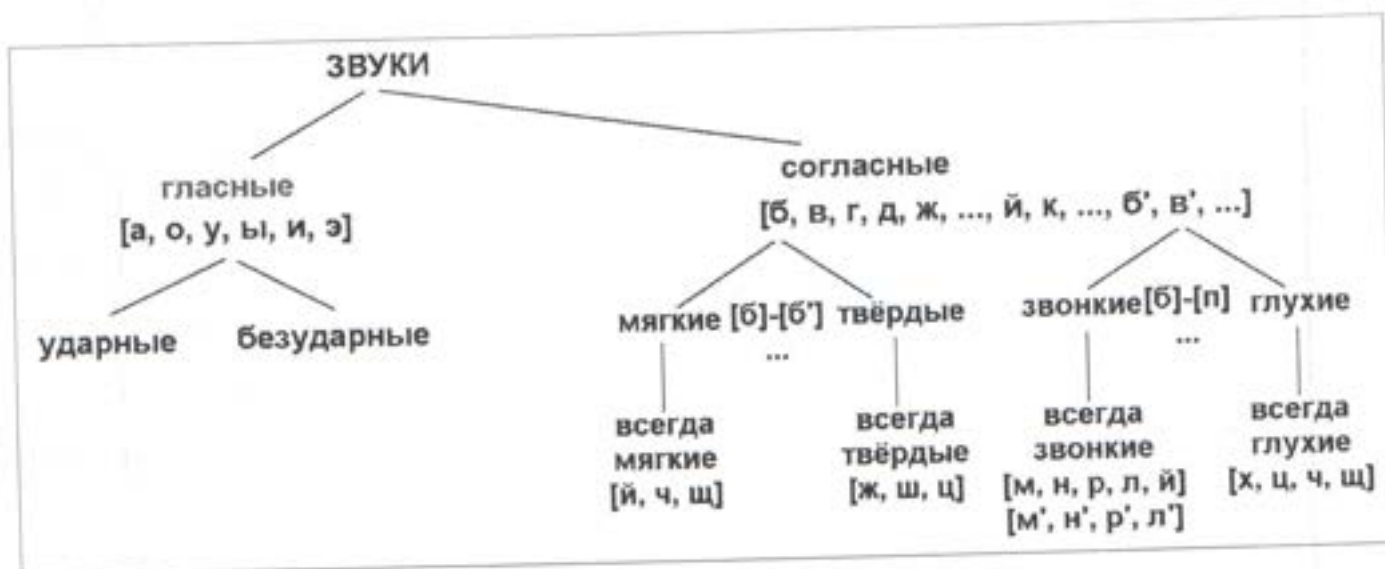 ЗВУКИ
гласные
[а, о, у, ы, и, э]
ударные
безударные
согласные
[б, в, г, д, ж, ..., й, к, ..., б', в', ...]
мягкие [б]-[б'] твёрдые
...
всегда
мягкие
[й, ч, щ]
всегда
твёрдые
[ж, ш, ц]
звонкие [б]-[п] глухие
...
всегда
звонкие
[м, н, р, л, й]
[м', н', р', л']
всегда
глухие
[х, ц, ч, щ]